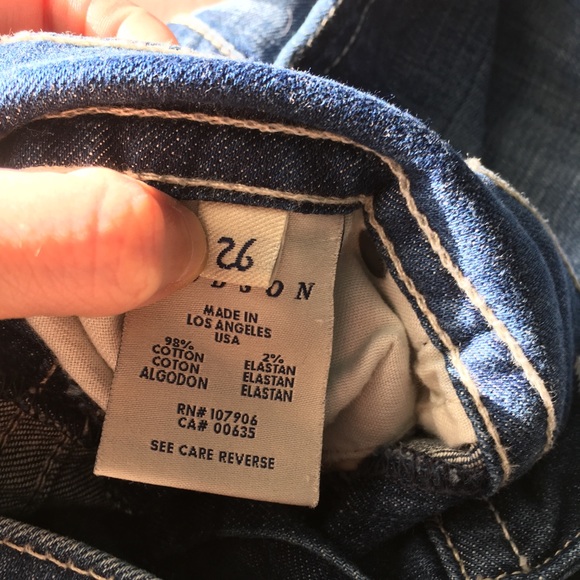 26
DSON
MADE IN
LOS ANGELES
USA
98%
COTTON
COTON
ALGODON
2%
ELASTAN
ELASTAN
ELASTAN
RN# 107906
CA# 00635
SEE CARE REVERSE